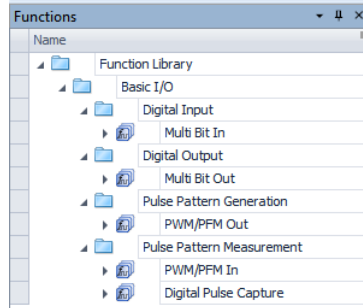 Functions
Name
Function Library
Basic I/O
Digital Input
Multi Bit In
Digital Output
Multi Bit Out
Pulse Pattern Generation
PWM/PFM Out
Pulse Pattern Measurement
PWM/PFM In
Digital Pulse Capture